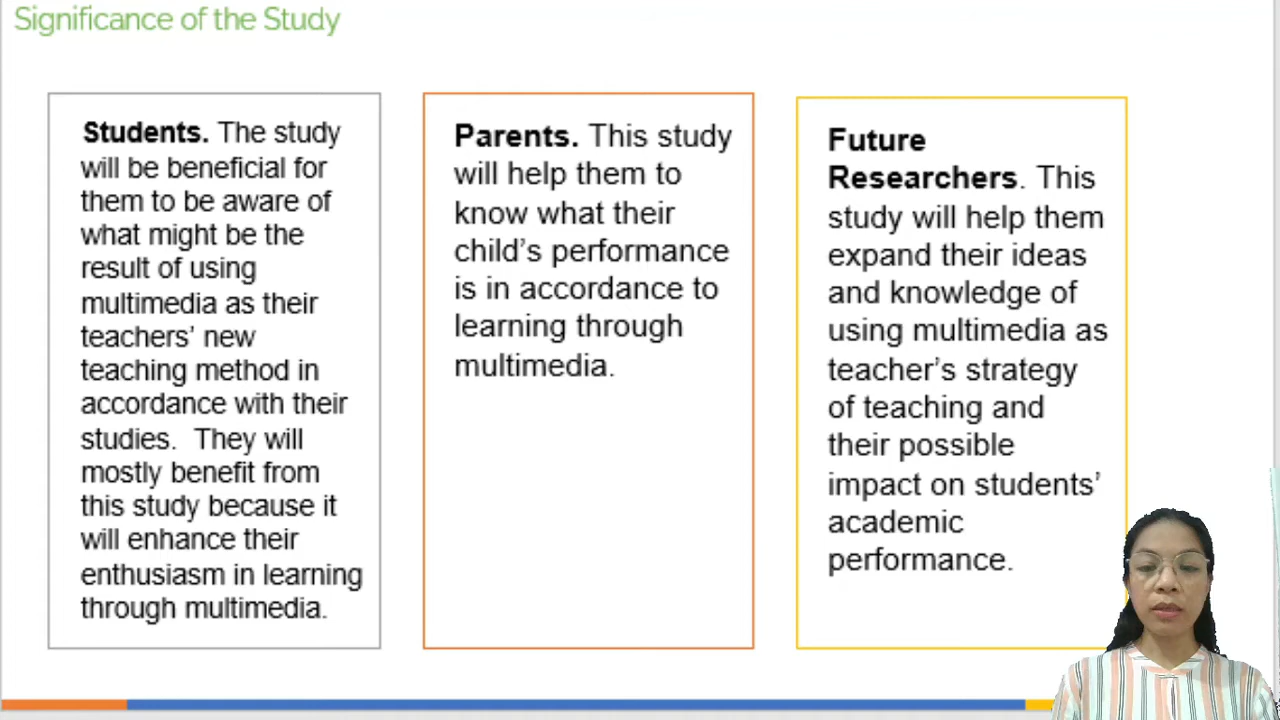 Significance of the Study
Students. The study
will be beneficial for
them to be aware of
what might be the
result of using
multimedia as their
teachers’ new
teaching method in
accordance with their
studies.  They will
mostly benefit from
this study because it
will enhance their
enthusiasm in learning
through multimedia.
Parents. This study
will help them to
know what their
child’s performance
is in accordance to
learning through
multimedia.
Future
Researchers. This
study will help them
expand their ideas
and knowledge of
using multimedia as
teacher’s strategy
of teaching and
their possible
impact on students’
academic
performance.